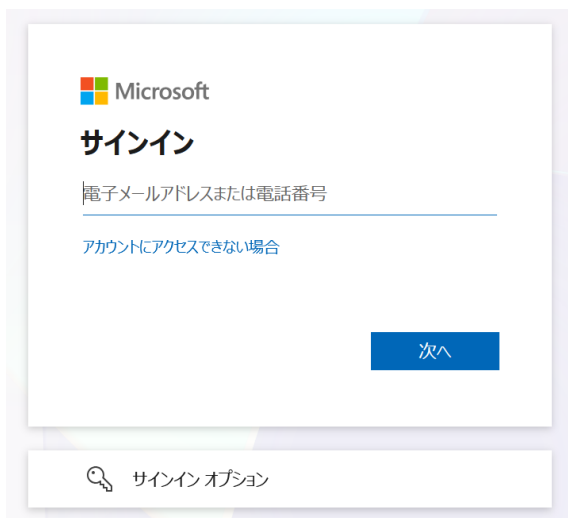 Microsoft
サインイン
電子メールアドレスまたは電話番号
アカウントにアクセスできない場合
次へ
サインイン オプション